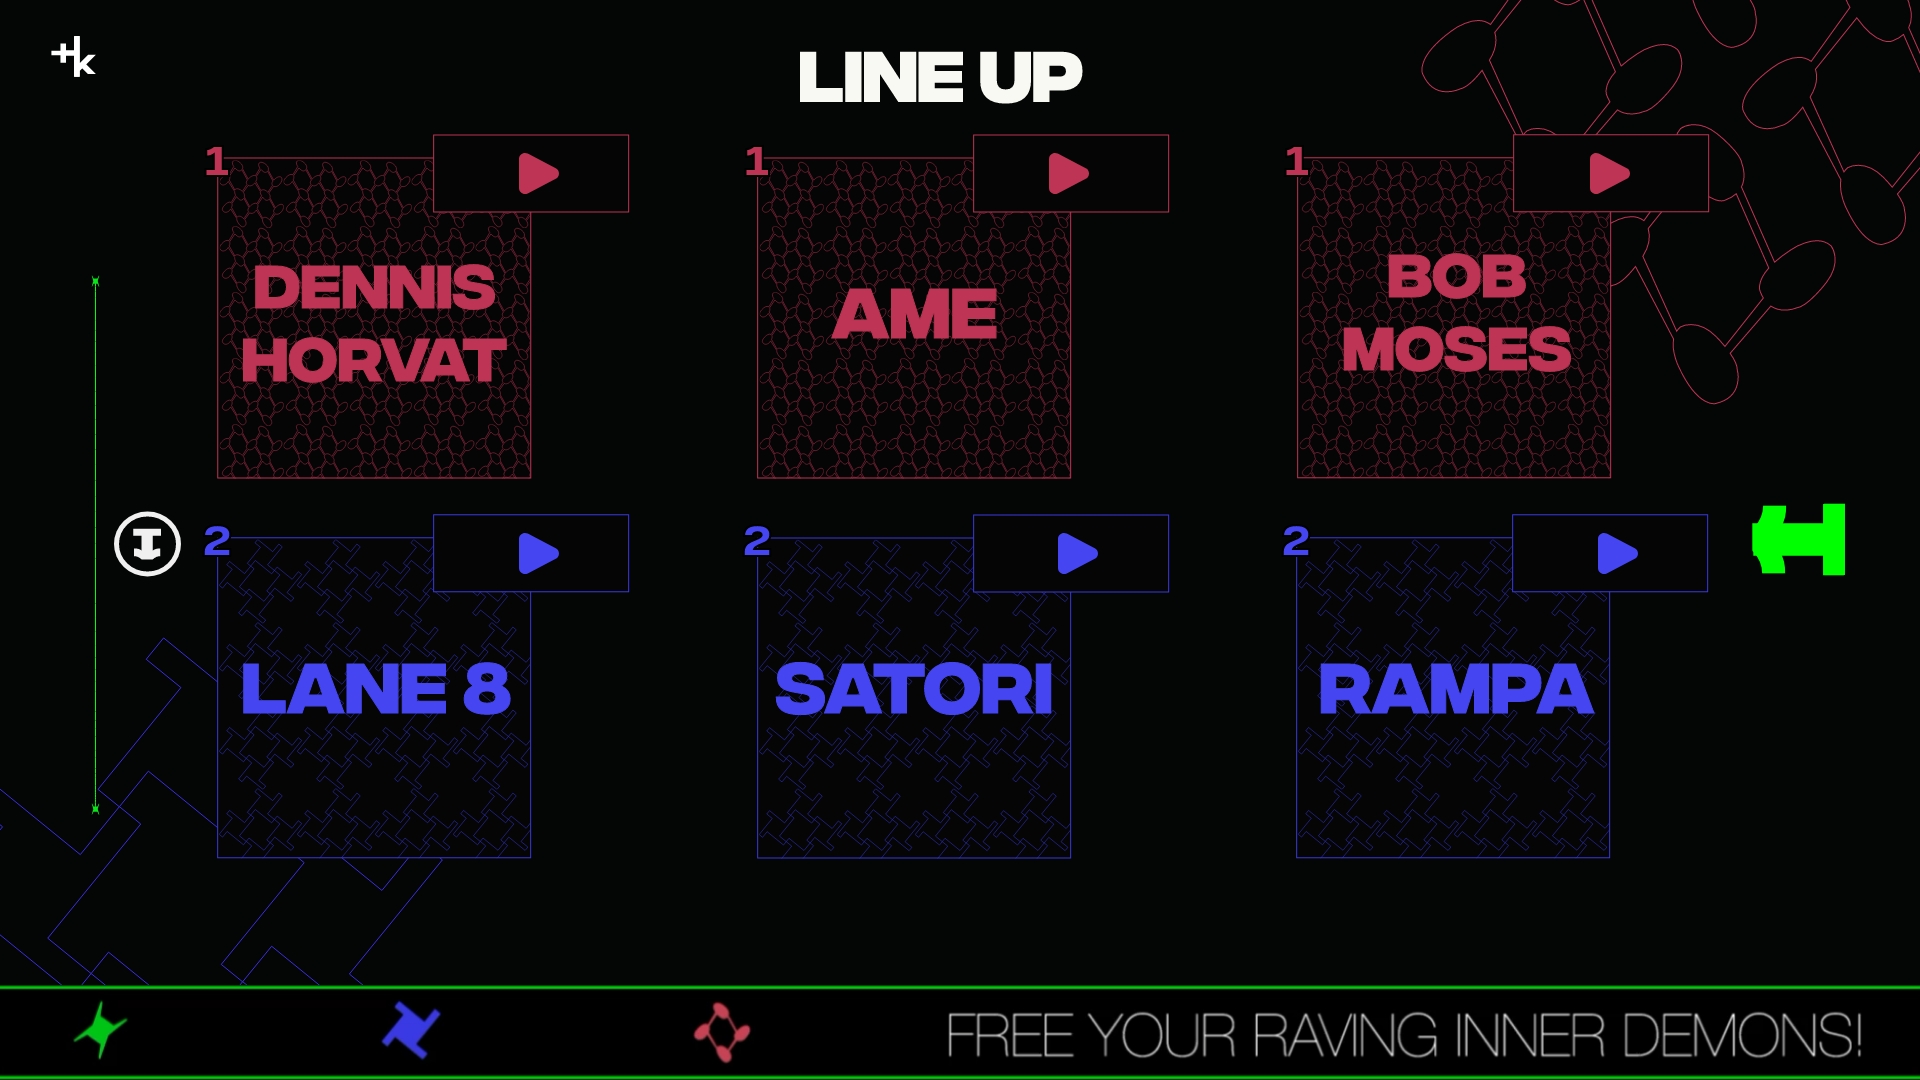 +k
LINE UP
1
1
1
DENNIS
HORVAT
AME
BOB
MOSES
2
2
2
LANE 8
SATORI
RAMPA
FREE YOUR RAVING INNER DEMONS!